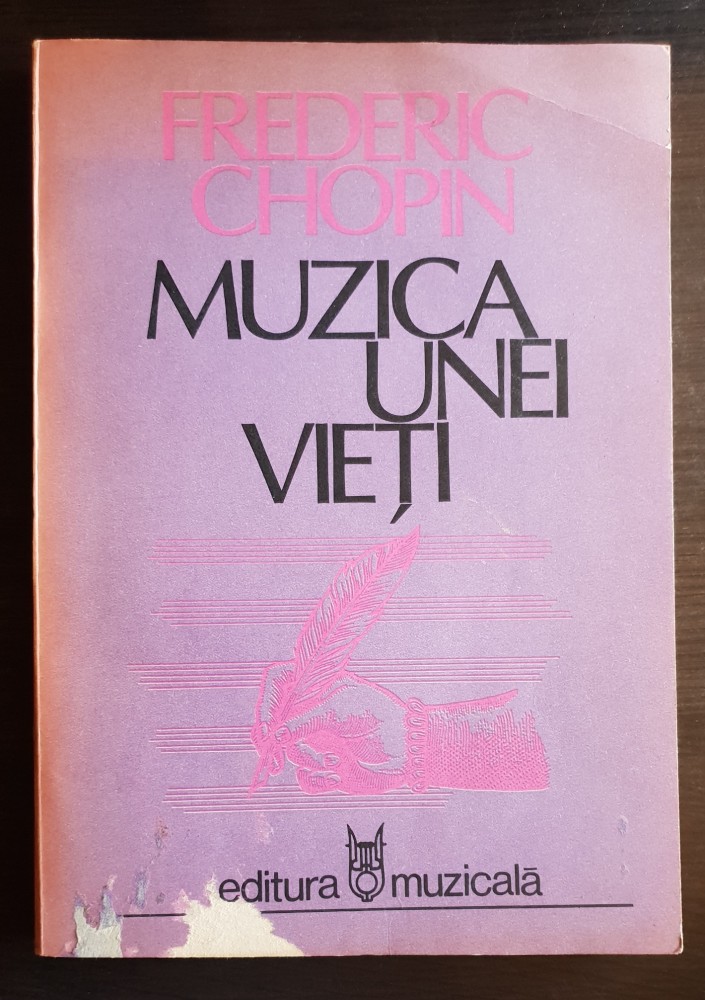 FREDERIC
CHOPIN
MUZICA
UNEI
VIEȚI
editura muzicală